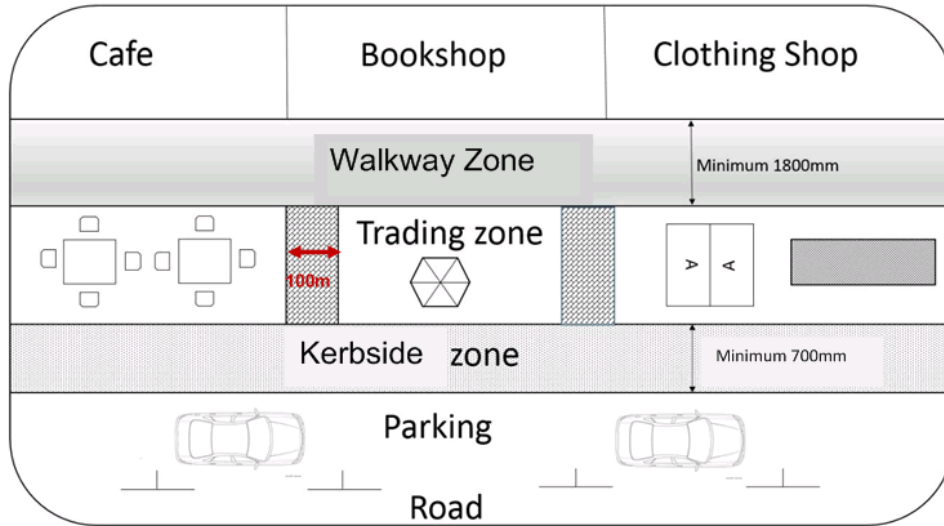 Cafe
Bookshop
Clothing Shop
Walkway Zone
Minimum 1800mm
Trading zone
100m
A A
Kerbside zone
Minimum 700mm
Parking
Road